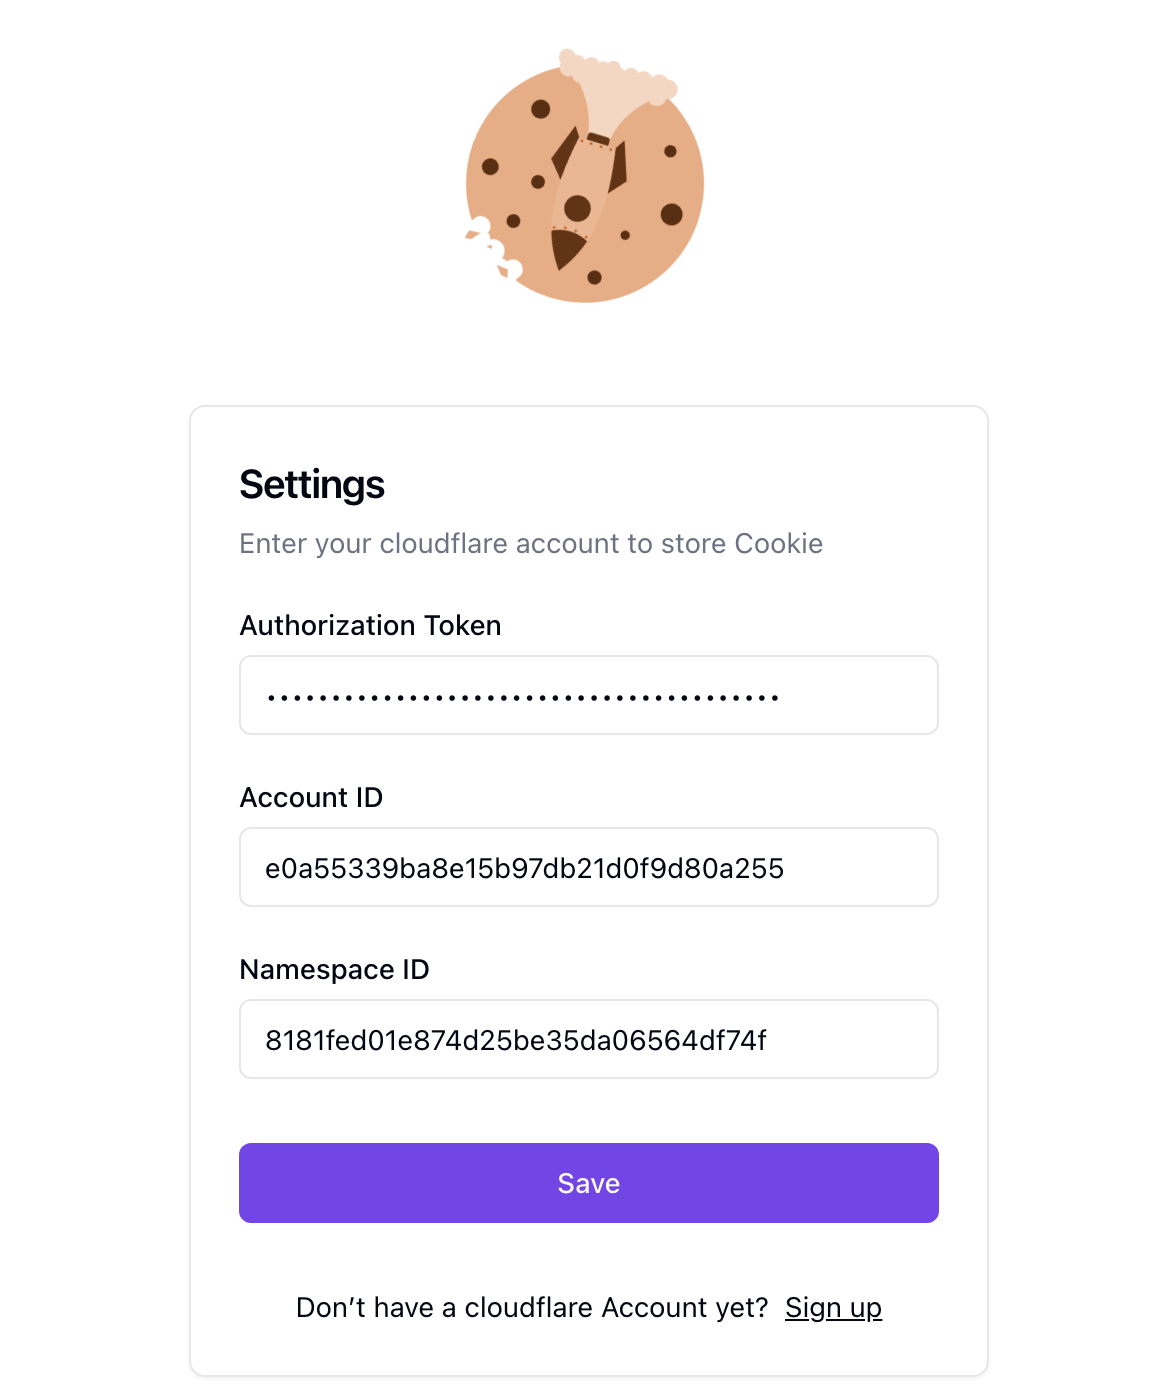 Settings
Enter your cloudflare account to store Cookie
Authorization Token
••••••••••••••••••••••••••••••••••••••••
Account ID
e0a55339ba8e15b97db21d0f9d80a255
Namespace ID
8181fed01e874d25be35da06564df74f
Save
Don’t have a cloudflare Account yet? Sign up